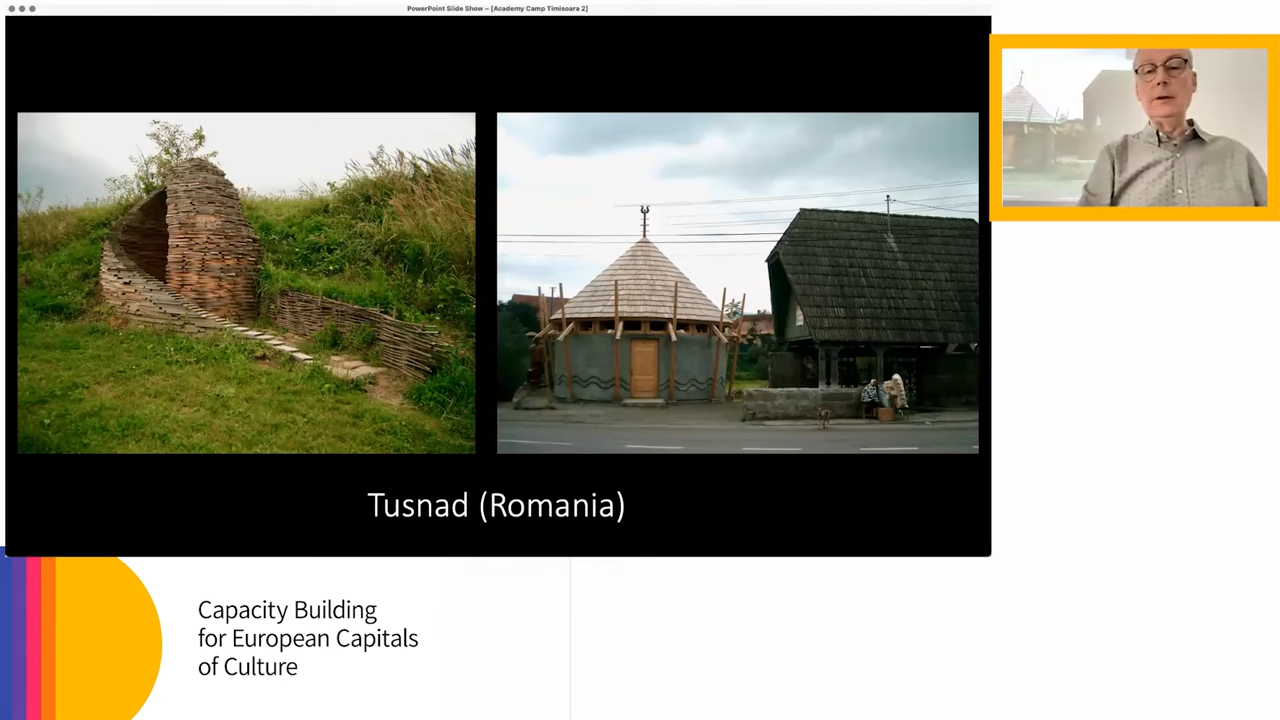 PowerPoint Slide Show – [Academy Camp Timisoara 2]
Tusnad (Romania)
Capacity Building
for European Capitals
of Culture